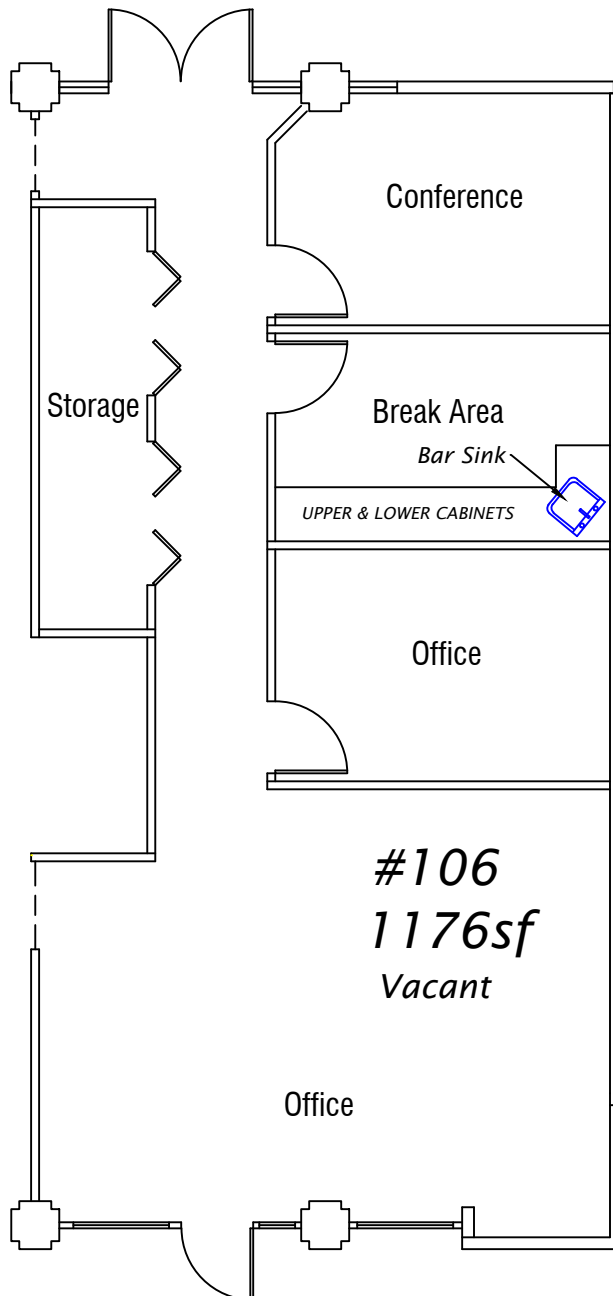 Conference
Storage
Break Area
Bar Sink
UPPER & LOWER CABINETS
Office
#106
1176sf
Vacant
Office